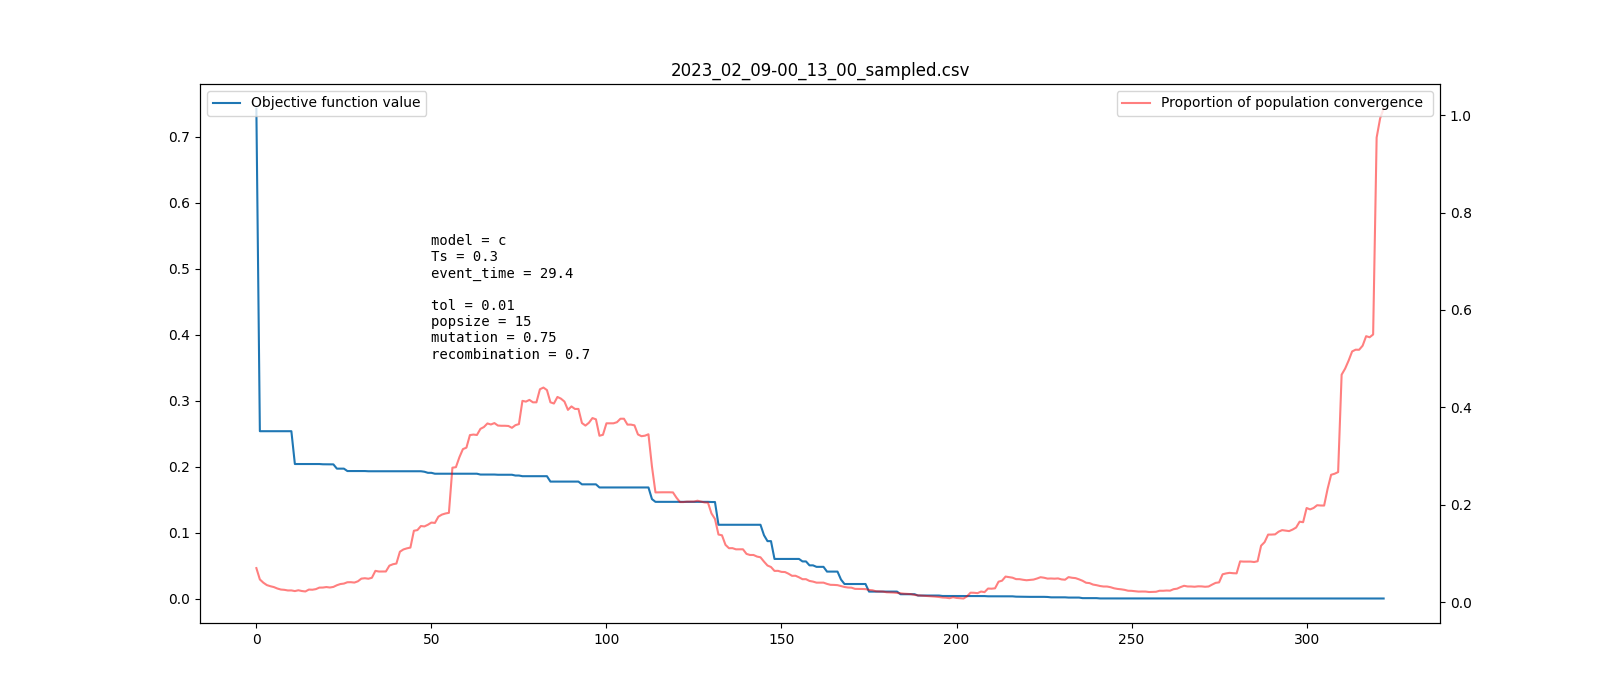 2023_02_09-00_13_00_sampled.csv
Objective function value
Proportion of population convergence
0.7
0.6
0.5
0.4
0.3
0.2
0.1
0.0
1.0
0.8
0.6
0.4
0.2
0.0
model = c
Ts = 0.3
event_time = 29.4
tol = 0.01
popsize = 15
mutation = 0.75
recombination = 0.7
0
50
100
150
200
250
300